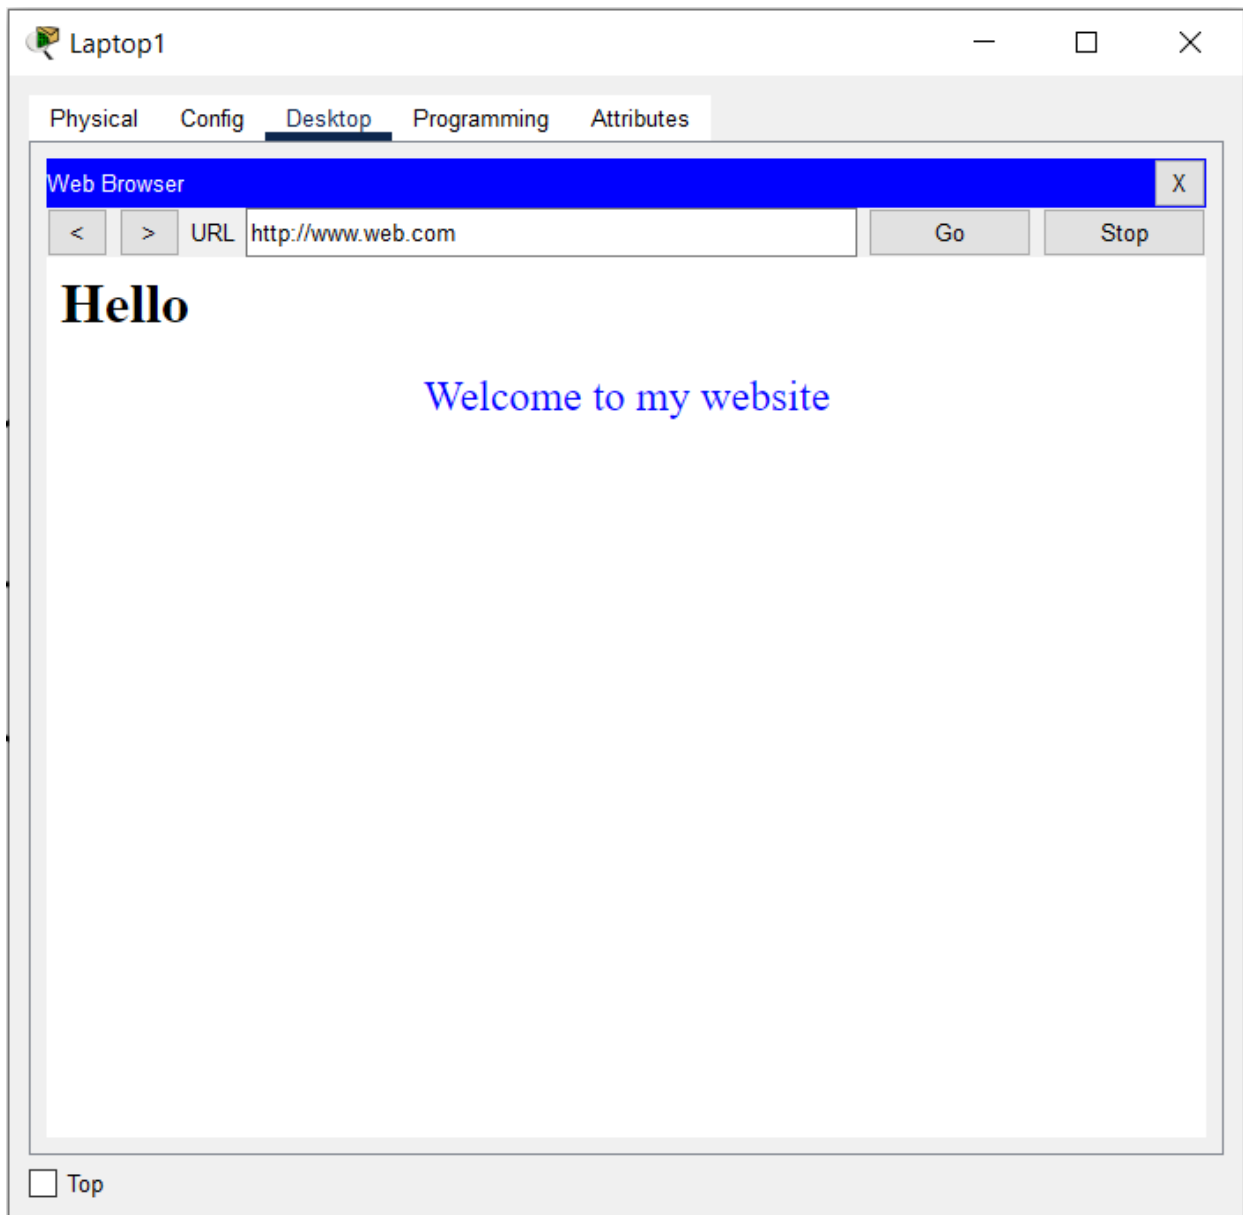 Laptop1
Physical Config Desktop Programming Attributes
Web Browser X
< > URL http://www.web.com Go Stop
Hello
Welcome to my website
Top